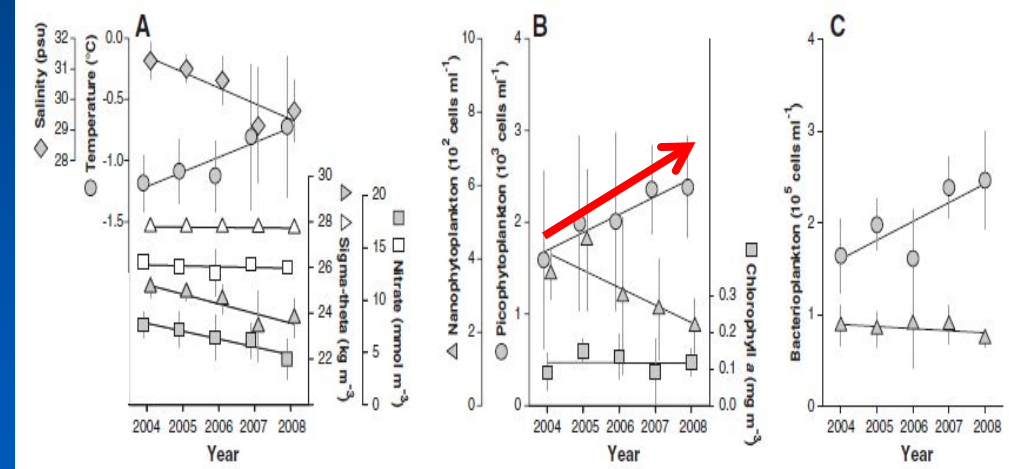 A
Salinity (psu)
32
31
30
29
28
Temperature (°C)
0.0
-0.5
-1.0
-1.5
30
28
26
24
22
Sigma-theta (kg m⁻³)
20
15
10
5
0
Nitrate (mmol m⁻³)
2004 2005 2006 2007 2008
Year
B
Nanophytoplankton (10² cells ml⁻¹)
10
8
6
4
2
0
Picophytoplankton (10³ cells ml⁻¹)
4
3
2
1
0
0.3
0.2
0.1
0.0
Chlorophyll a (mg m⁻³)
2004 2005 2006 2007 2008
Year
C
Bacterioplankton (10⁵ cells ml⁻¹)
4
3
2
1
0
2004 2005 2006 2007 2008
Year